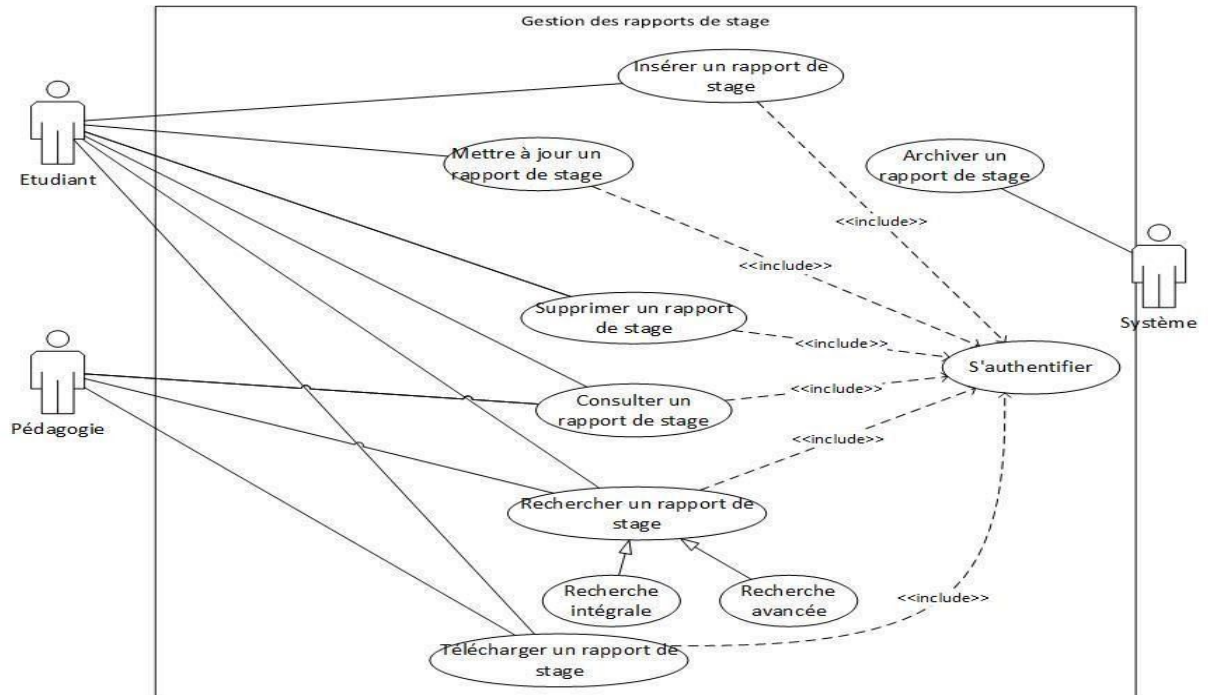 Gestion des rapports de stage
Insérer un rapport de
stage
Etudiant
Mettre à jour un
rapport de stage
Archiver un
rapport de stage
<<include>>
<<include>>
Système
Supprimer un rapport
de stage
<<include>>
S'authentifier
Pédagogie
Consulter un
rapport de stage
<<include>>
<<include>>
Rechercher un rapport de
stage
Recherche
intégrale
Recherche
avancée
<<include>>
Télécharger un rapport de
stage